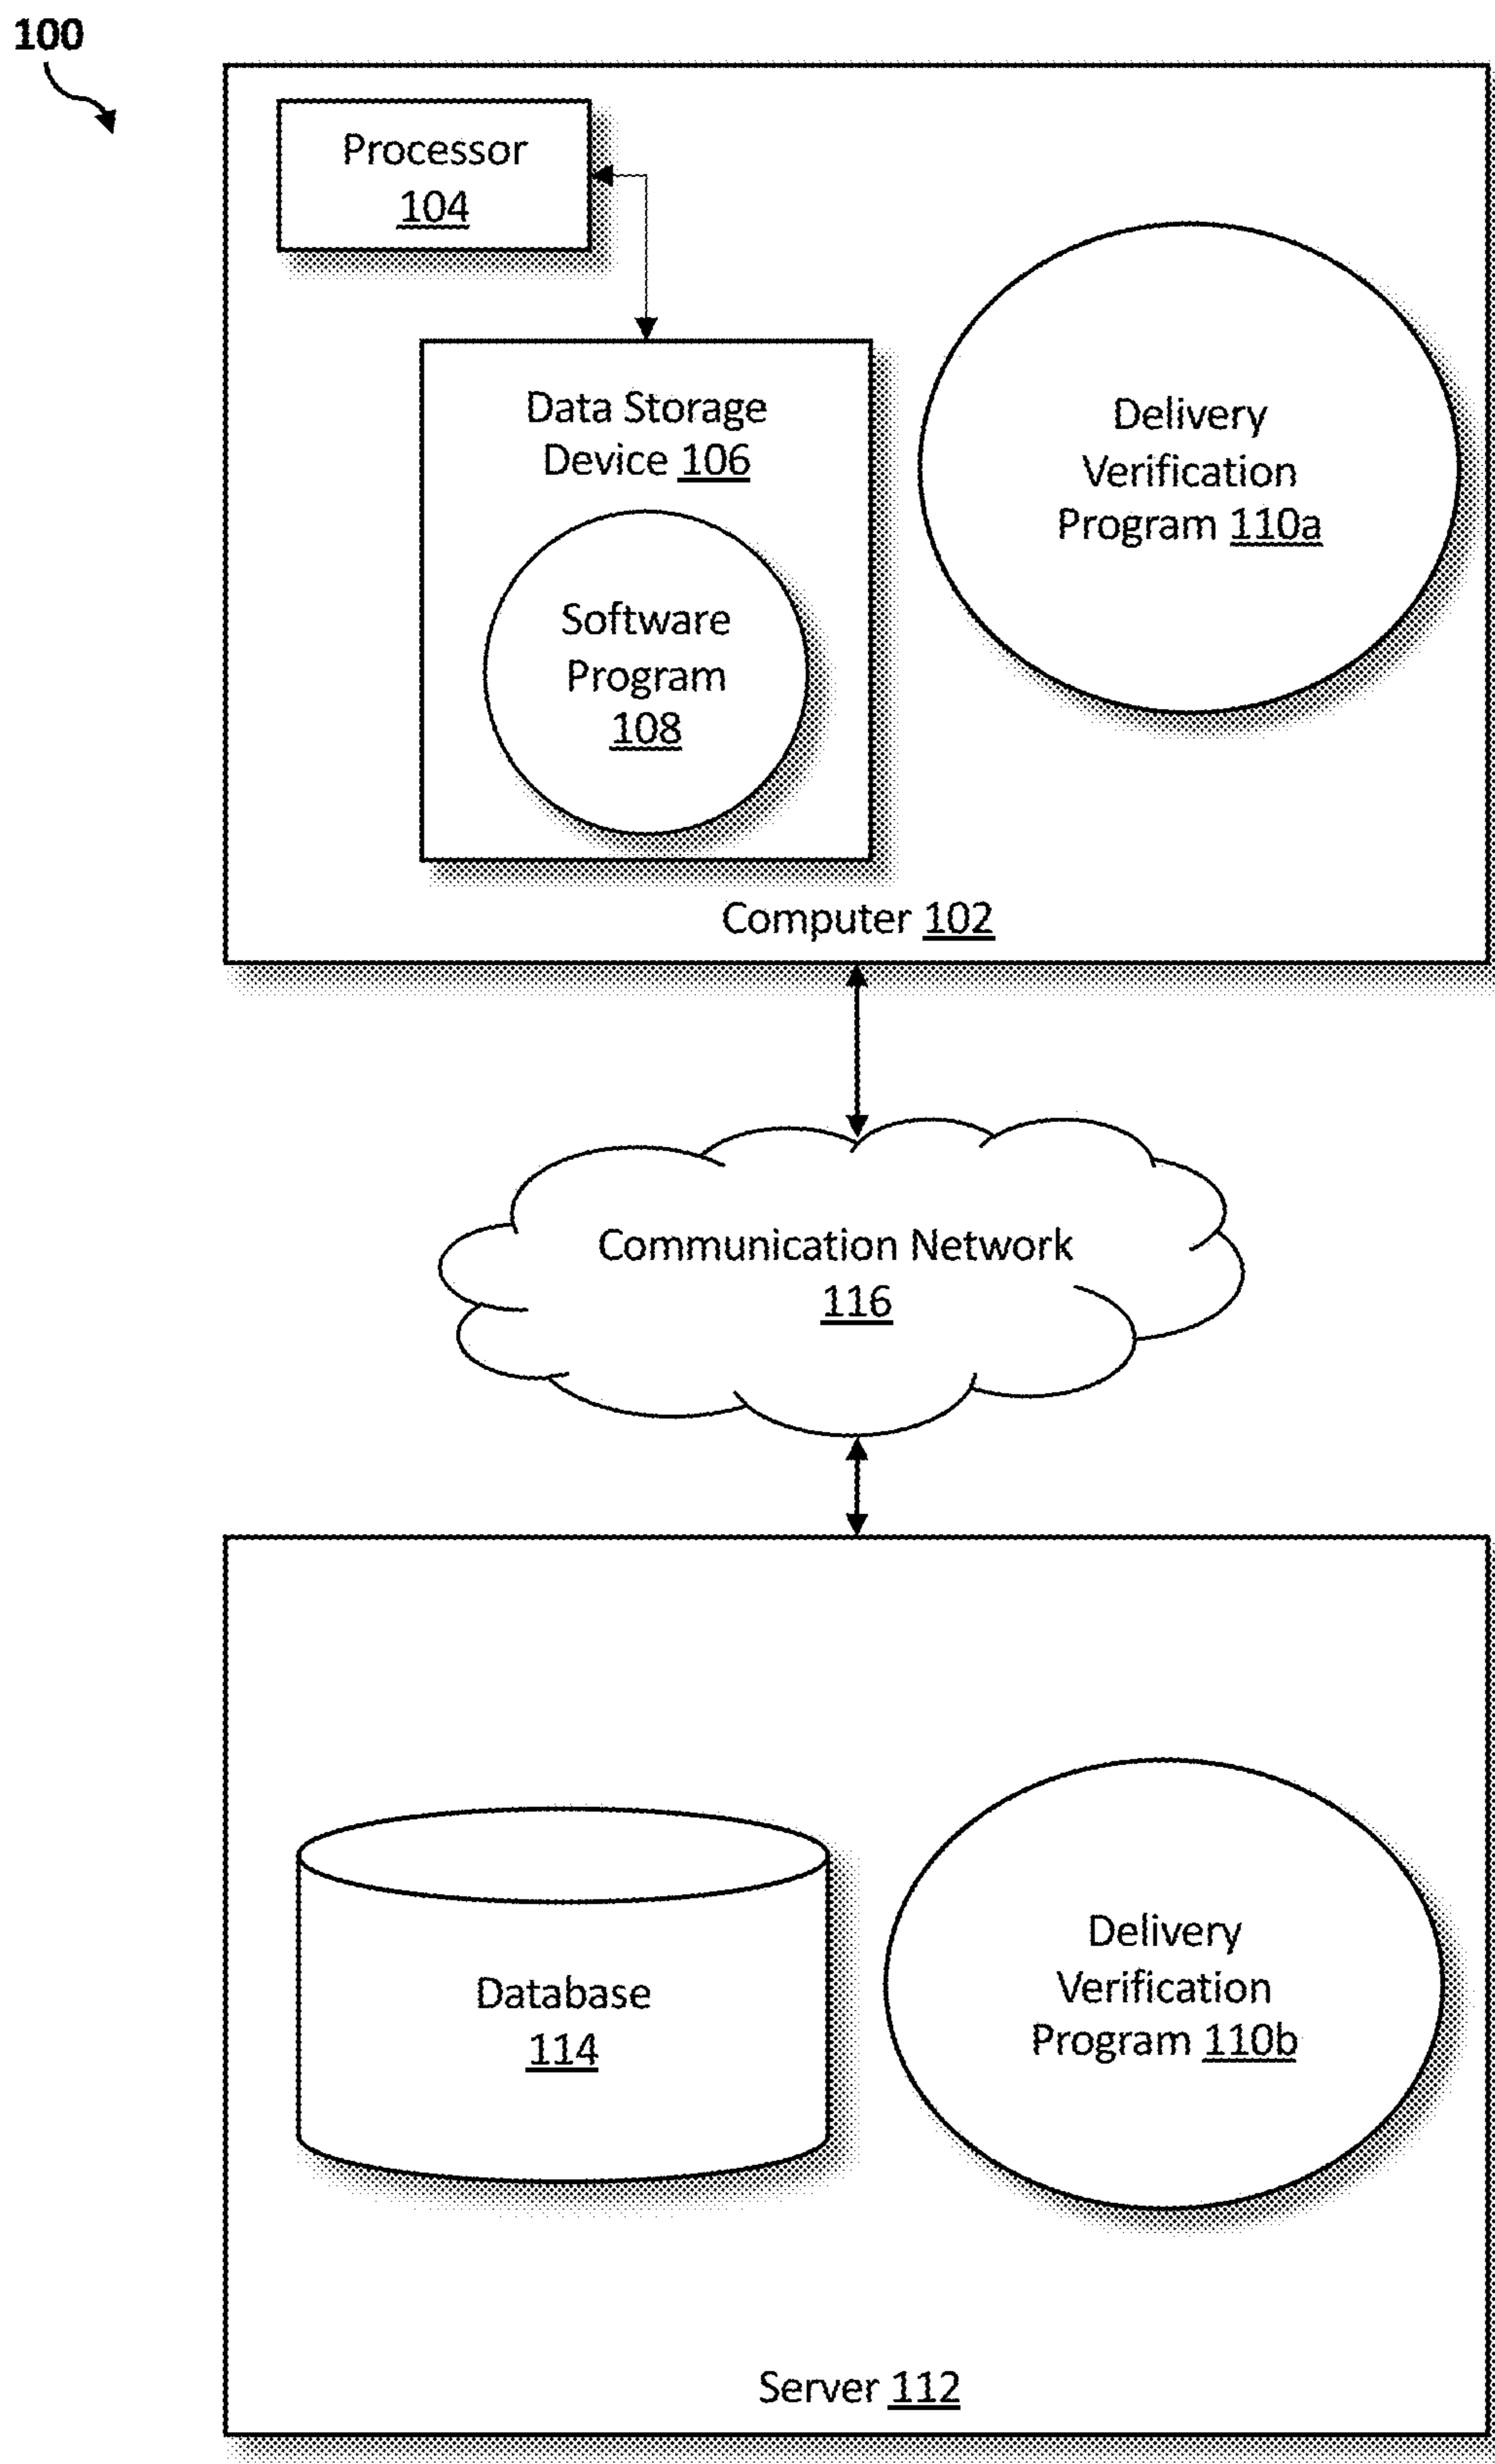 100
Processor
104
Data Storage
Device 106
Software
Program
108
Delivery
Verification
Program 110a
Computer 102
Communication Network
116
Database
114
Delivery
Verification
Program 110b
Server 112